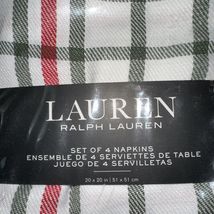 LAUREN
RALPH LAUREN
SET OF 4 NAPKINS
ENSEMBLE DE 4 SERVIETTES DE TABLE
JUEGO DE 4 SERVILLETAS
20 x 20 in | 51 x 51 cm